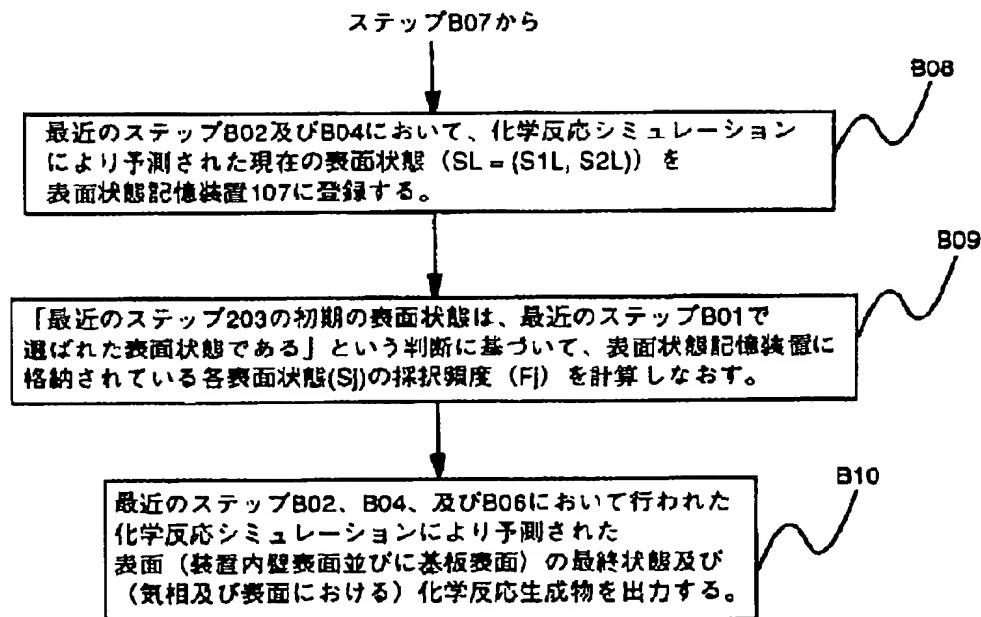 ステップB07から
B08
最近のステップB02及びB04において、化学反応シミュレーション
により予測された現在の表面状態（SL = (S1L, S2L)）を
表面状態記憶装置107に登録する。
B09
「最近のステップ203の初期の表面状態は、最近のステップB01で
選ばれた表面状態である」という判断に基づいて、表面状態記憶装置に
格納されている各表面状態(Sj)の採択頻度（Fj）を計算しなおす。
B10
最近のステップB02、B04、及びB06において行われた
化学反応シミュレーションにより予測された
表面（装置内壁表面並びに基板表面）の最終状態及び
（気相及び表面における）化学反応生成物を出力する。